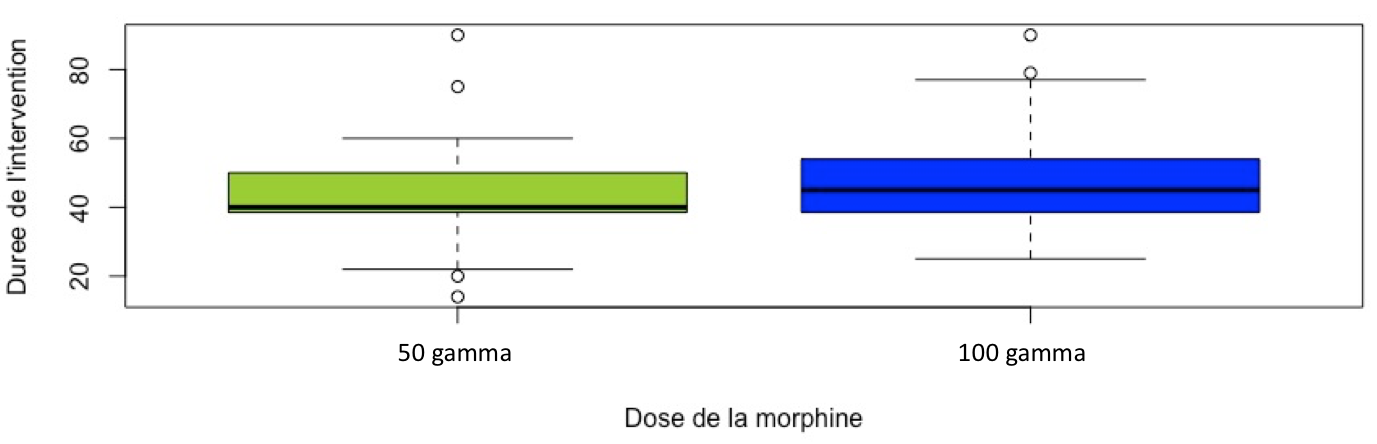 Duree de l'intervention
80
60
40
20
50 gamma
100 gamma
Dose de la morphine